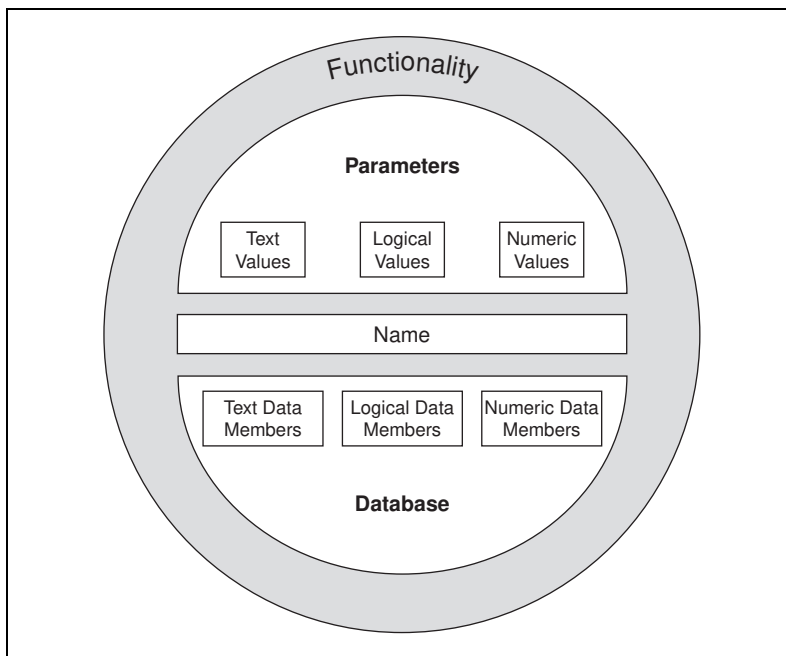 Functionality
Parameters
Text
Values
Logical
Values
Numeric
Values
Name
Text Data
Members
Logical Data
Members
Numeric Data
Members
Database